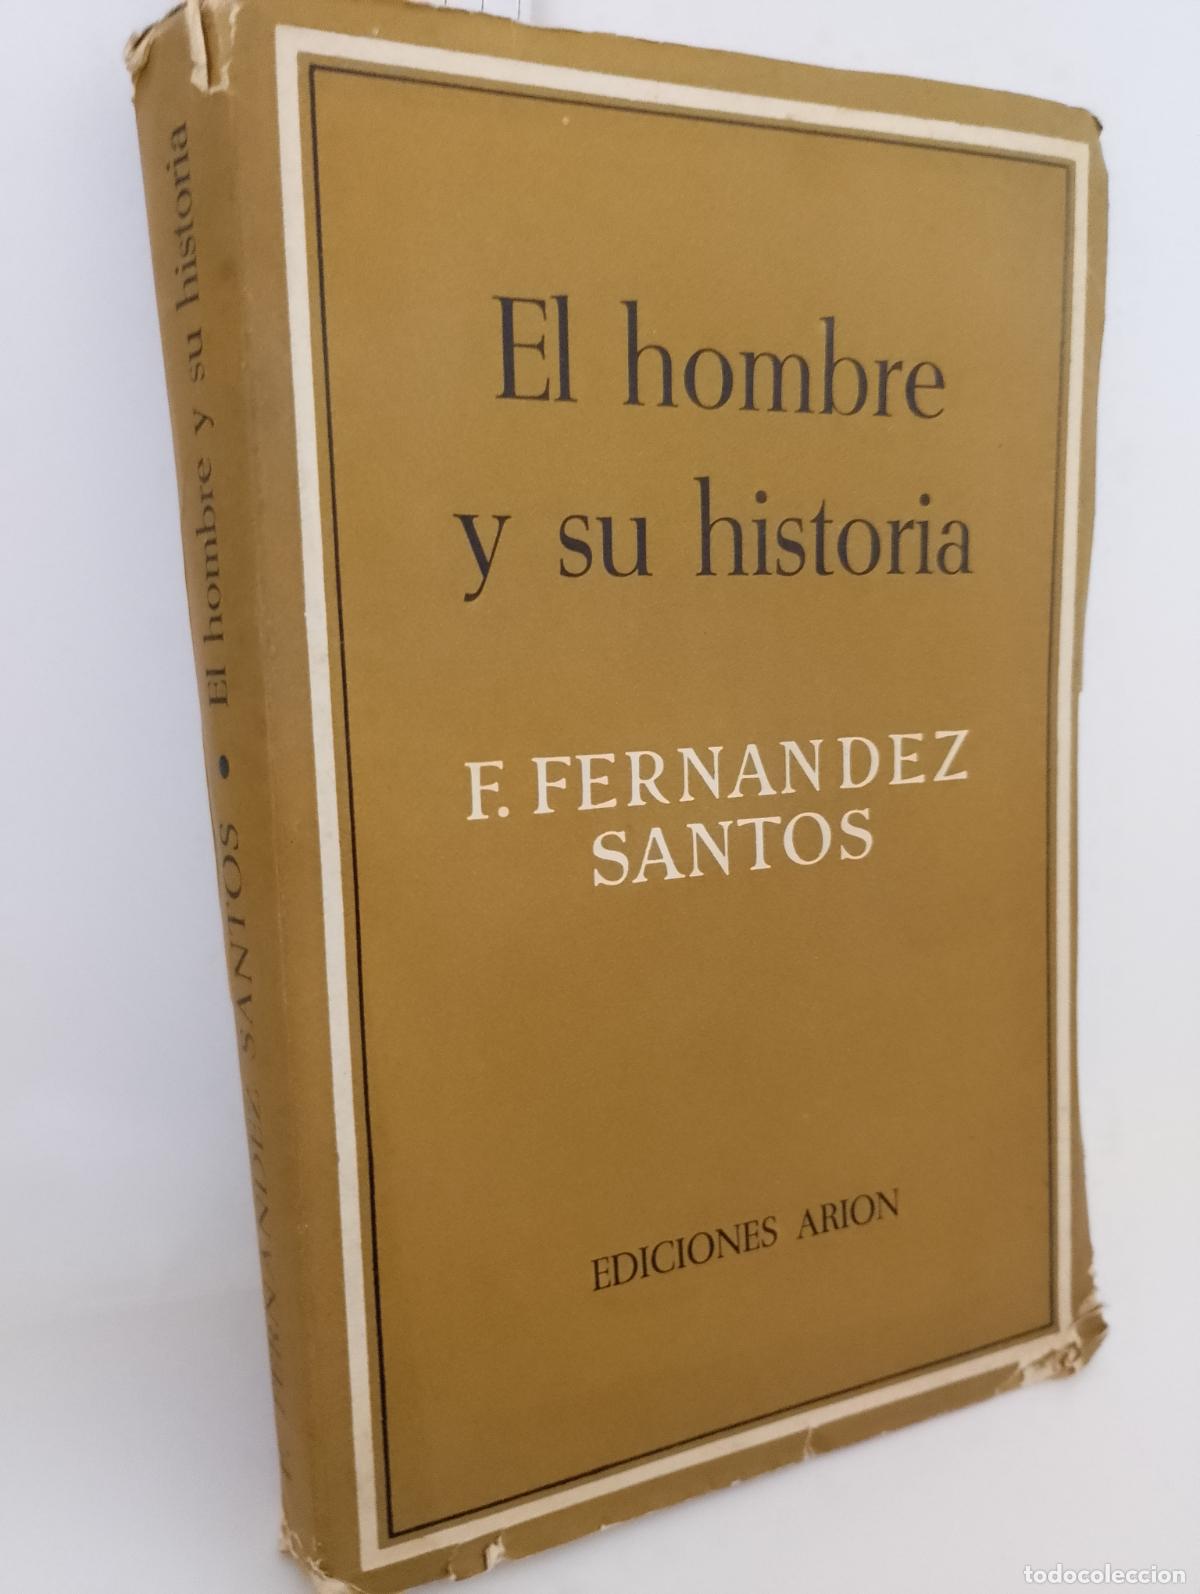 El hombre
y su historia
F. FERNANDEZ
SANTOS
EDICIONES ARION
F. FERNANDEZ SANTOS • El hombre y su historia
todocoleccion